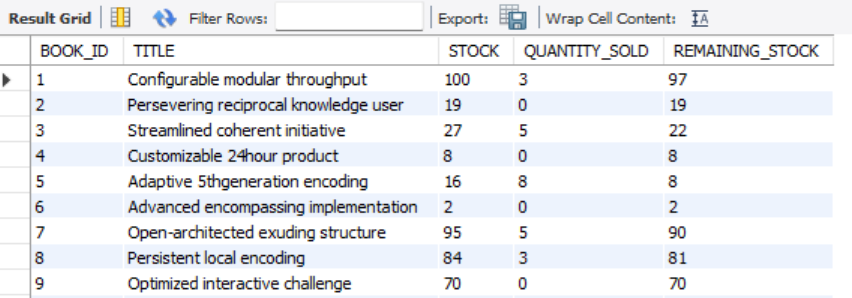 Result Grid Filter Rows: Export: Wrap Cell Content: IA
BOOK_ID TITLE STOCK QUANTITY_SOLD REMAINING_STOCK
1 Configurable modular throughput 100 3 97
2 Persevering reciprocal knowledge user 19 0 19
3 Streamlined coherent initiative 27 5 22
4 Customizable 24hour product 8 0 8
5 Adaptive 5thgeneration encoding 16 8 8
6 Advanced encompassing implementation 2 0 2
7 Open-architected exuding structure 95 5 90
8 Persistent local encoding 84 3 81
9 Optimized interactive challenge 70 0 70